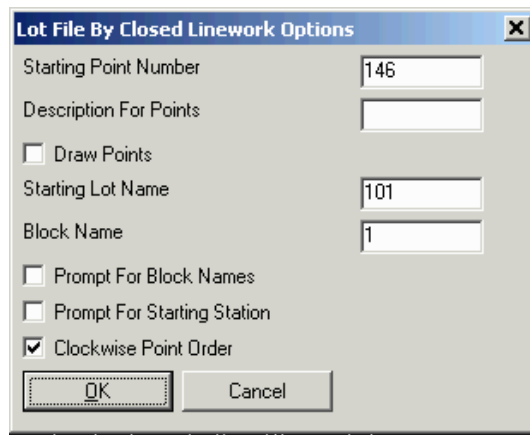 Lot File By Closed Linework Options
Starting Point Number 146
Description For Points
Draw Points
Starting Lot Name 101
Block Name 1
Prompt For Block Names
Prompt For Starting Station
Clockwise Point Order
OK Cancel